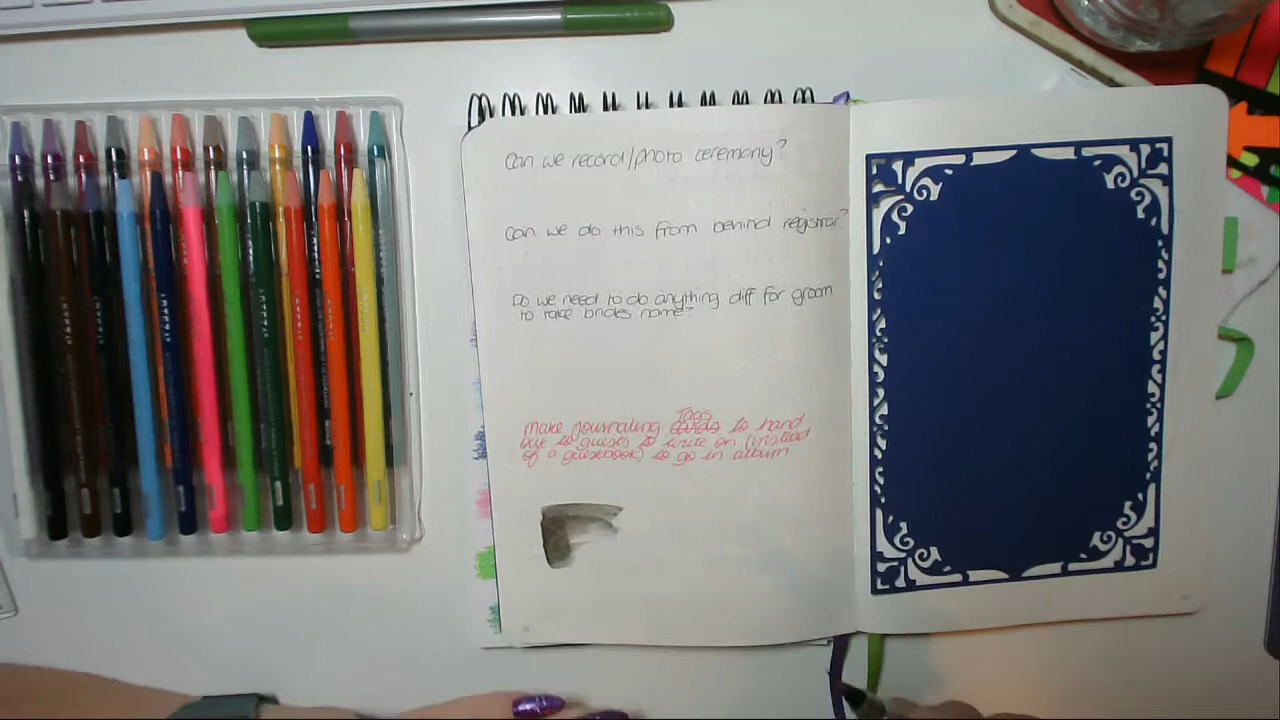 Can we record/photo ceremony?
Can we do this from behind registrar?
Do we need to do anything diff for groom
to take brides name?
Make journaling Tags to hand
out to guests to write on (instead
of a guestbook) to go in album